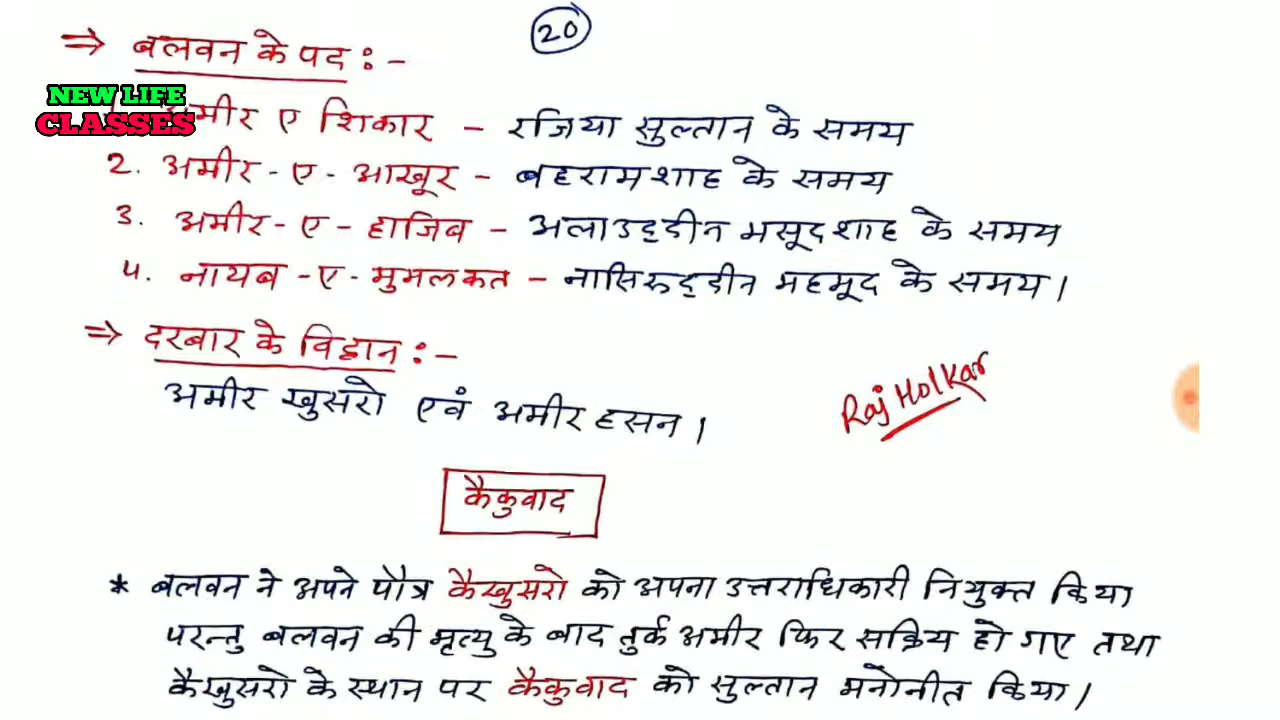 20
⇒ बलवन के पद :-
NEW LIFE
CLASSES
मीर ए शिकार - रजिया सुल्तान के समय
2. अमीर-ए-आखूर - बहरामशाह के समय
3. अमीर-ए-हाजिब - अलाउद्दीन मसूदशाह के समय
4. नायब-ए-मुमलकत - नासिरुद्दीन महमूद के समय।
⇒ दरबार के विद्वान :-
अमीर खुसरो एवं अमीर हसन।
Raj Holkar
कैकुवाद
* बलवन ने अपने पौत्र कैखुसरो को अपना उत्तराधिकारी नियुक्त किया
परन्तु बलवन की मृत्यु के बाद तुर्क अमीर फिर सक्रिय हो गए तथा
कैखुसरो के स्थान पर कैकुवाद को सुल्तान मनोनीत किया।